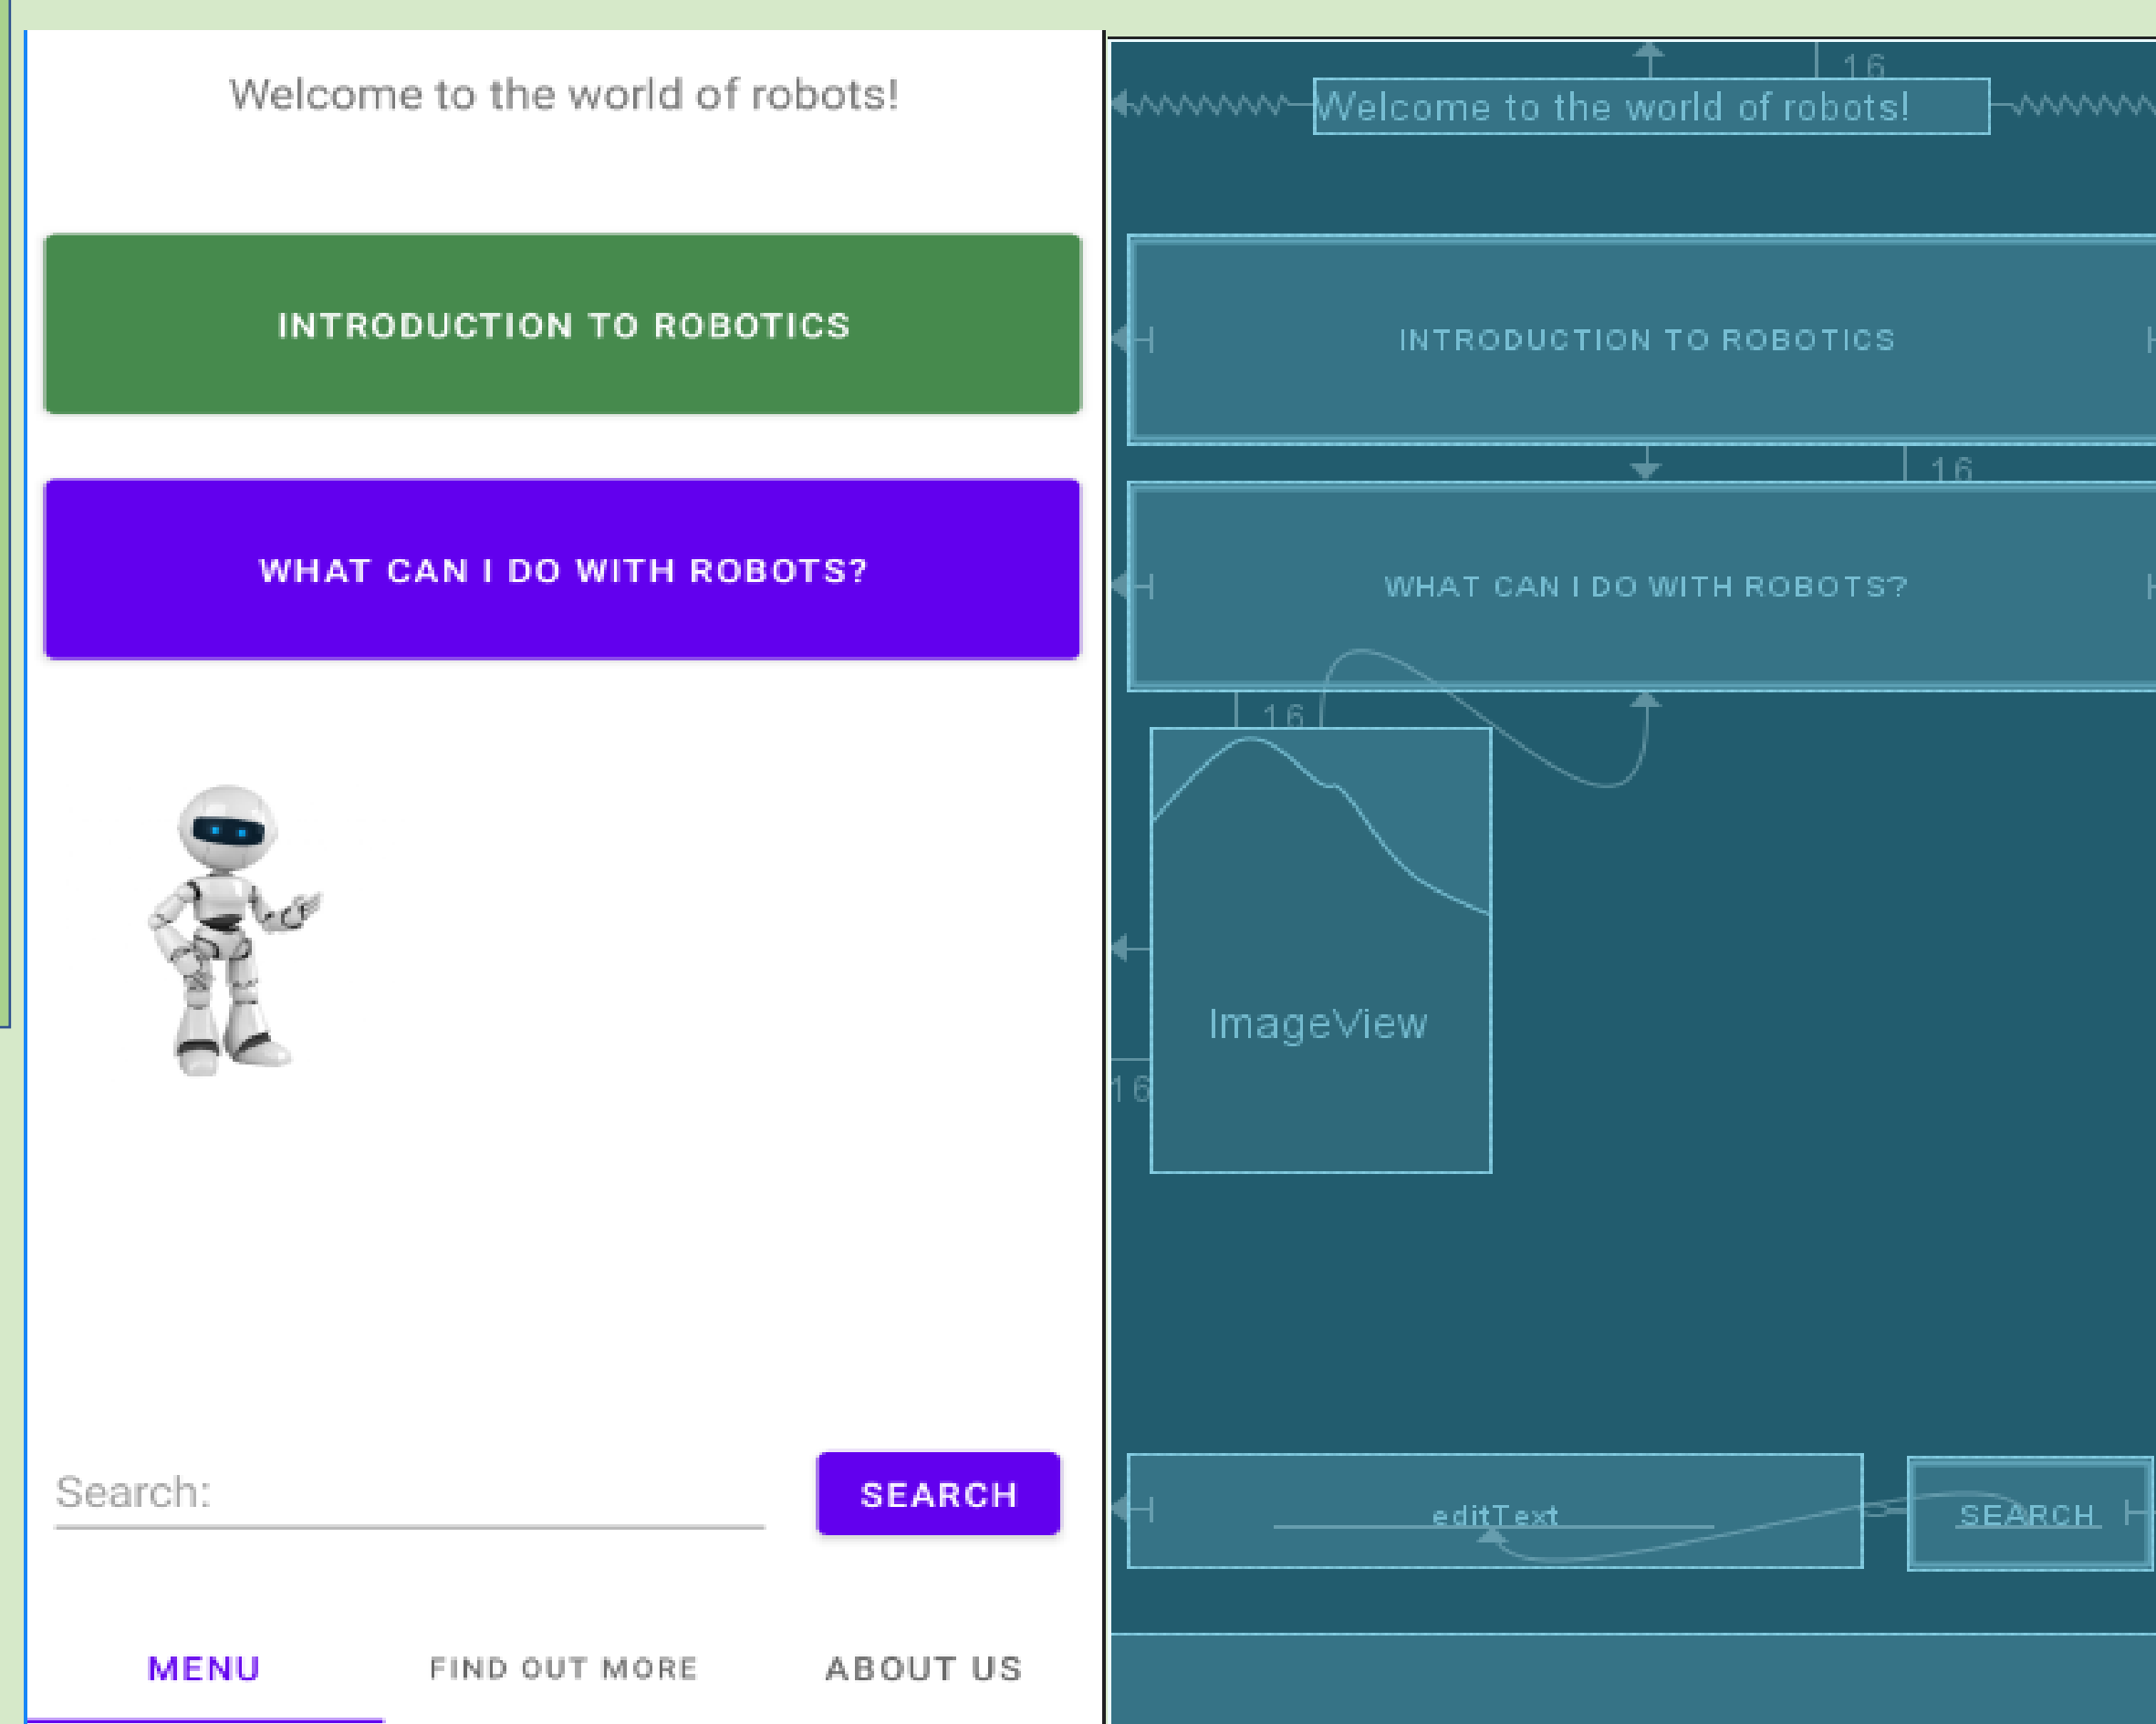 Welcome to the world of robots!
INTRODUCTION TO ROBOTICS
WHAT CAN I DO WITH ROBOTS?
Search:
SEARCH
MENU
FIND OUT MORE
ABOUT US
16
Welcome to the world of robots!
INTRODUCTION TO ROBOTICS
16
WHAT CAN I DO WITH ROBOTS?
16
ImageView
16
editText
SEARCH